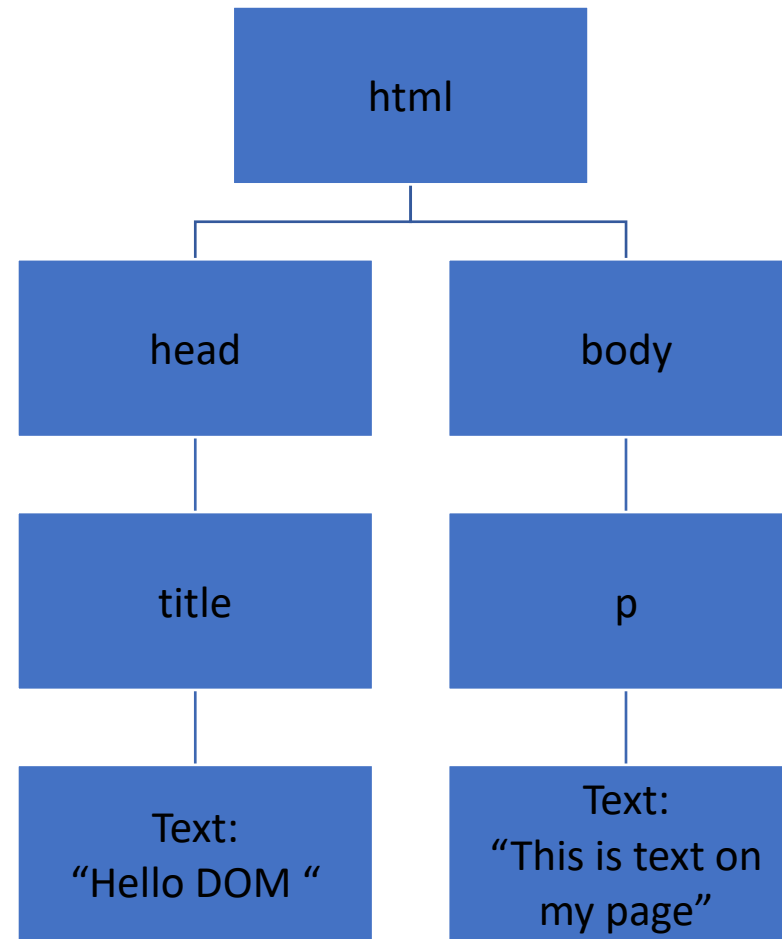 html
head
body
title
p
Text:
“Hello DOM “
Text:
“This is text on
my page”